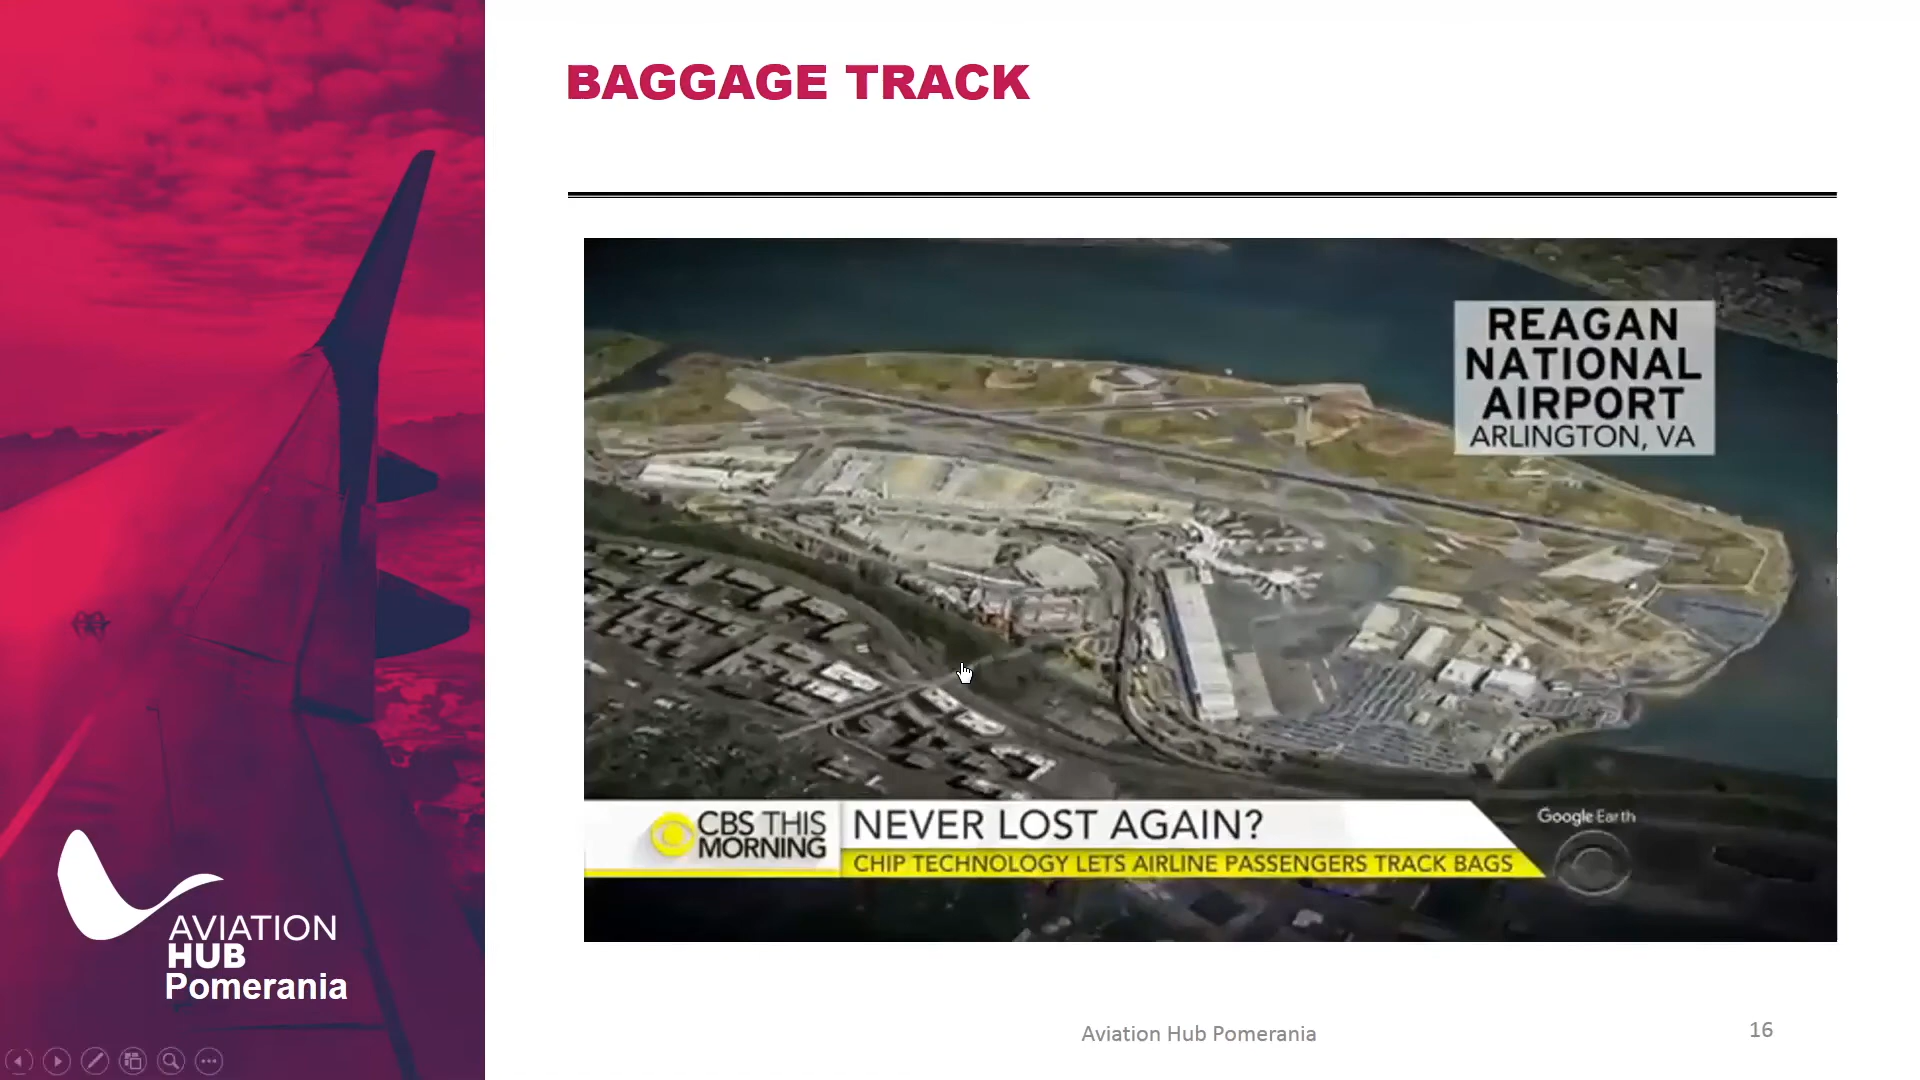 BAGGAGE TRACK
REAGAN
NATIONAL
AIRPORT
ARLINGTON, VA
CBS THIS
MORNING
NEVER LOST AGAIN?
CHIP TECHNOLOGY LETS AIRLINE PASSENGERS TRACK BAGS
Google Earth
AVIATION
HUB
Pomerania
Aviation Hub Pomerania
16